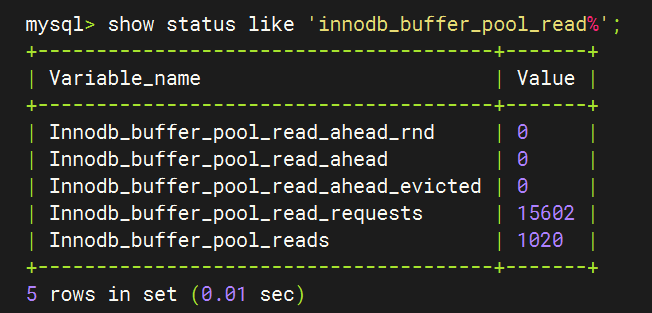 mysql> show status like 'innodb_buffer_pool_read%';
+---------------------------------------+-------+
| Variable_name                         | Value |
+---------------------------------------+-------+
| Innodb_buffer_pool_read_ahead_rnd     | 0     |
| Innodb_buffer_pool_read_ahead         | 0     |
| Innodb_buffer_pool_read_ahead_evicted | 0     |
| Innodb_buffer_pool_read_requests      | 15602 |
| Innodb_buffer_pool_reads              | 1020  |
+---------------------------------------+-------+
5 rows in set (0.01 sec)